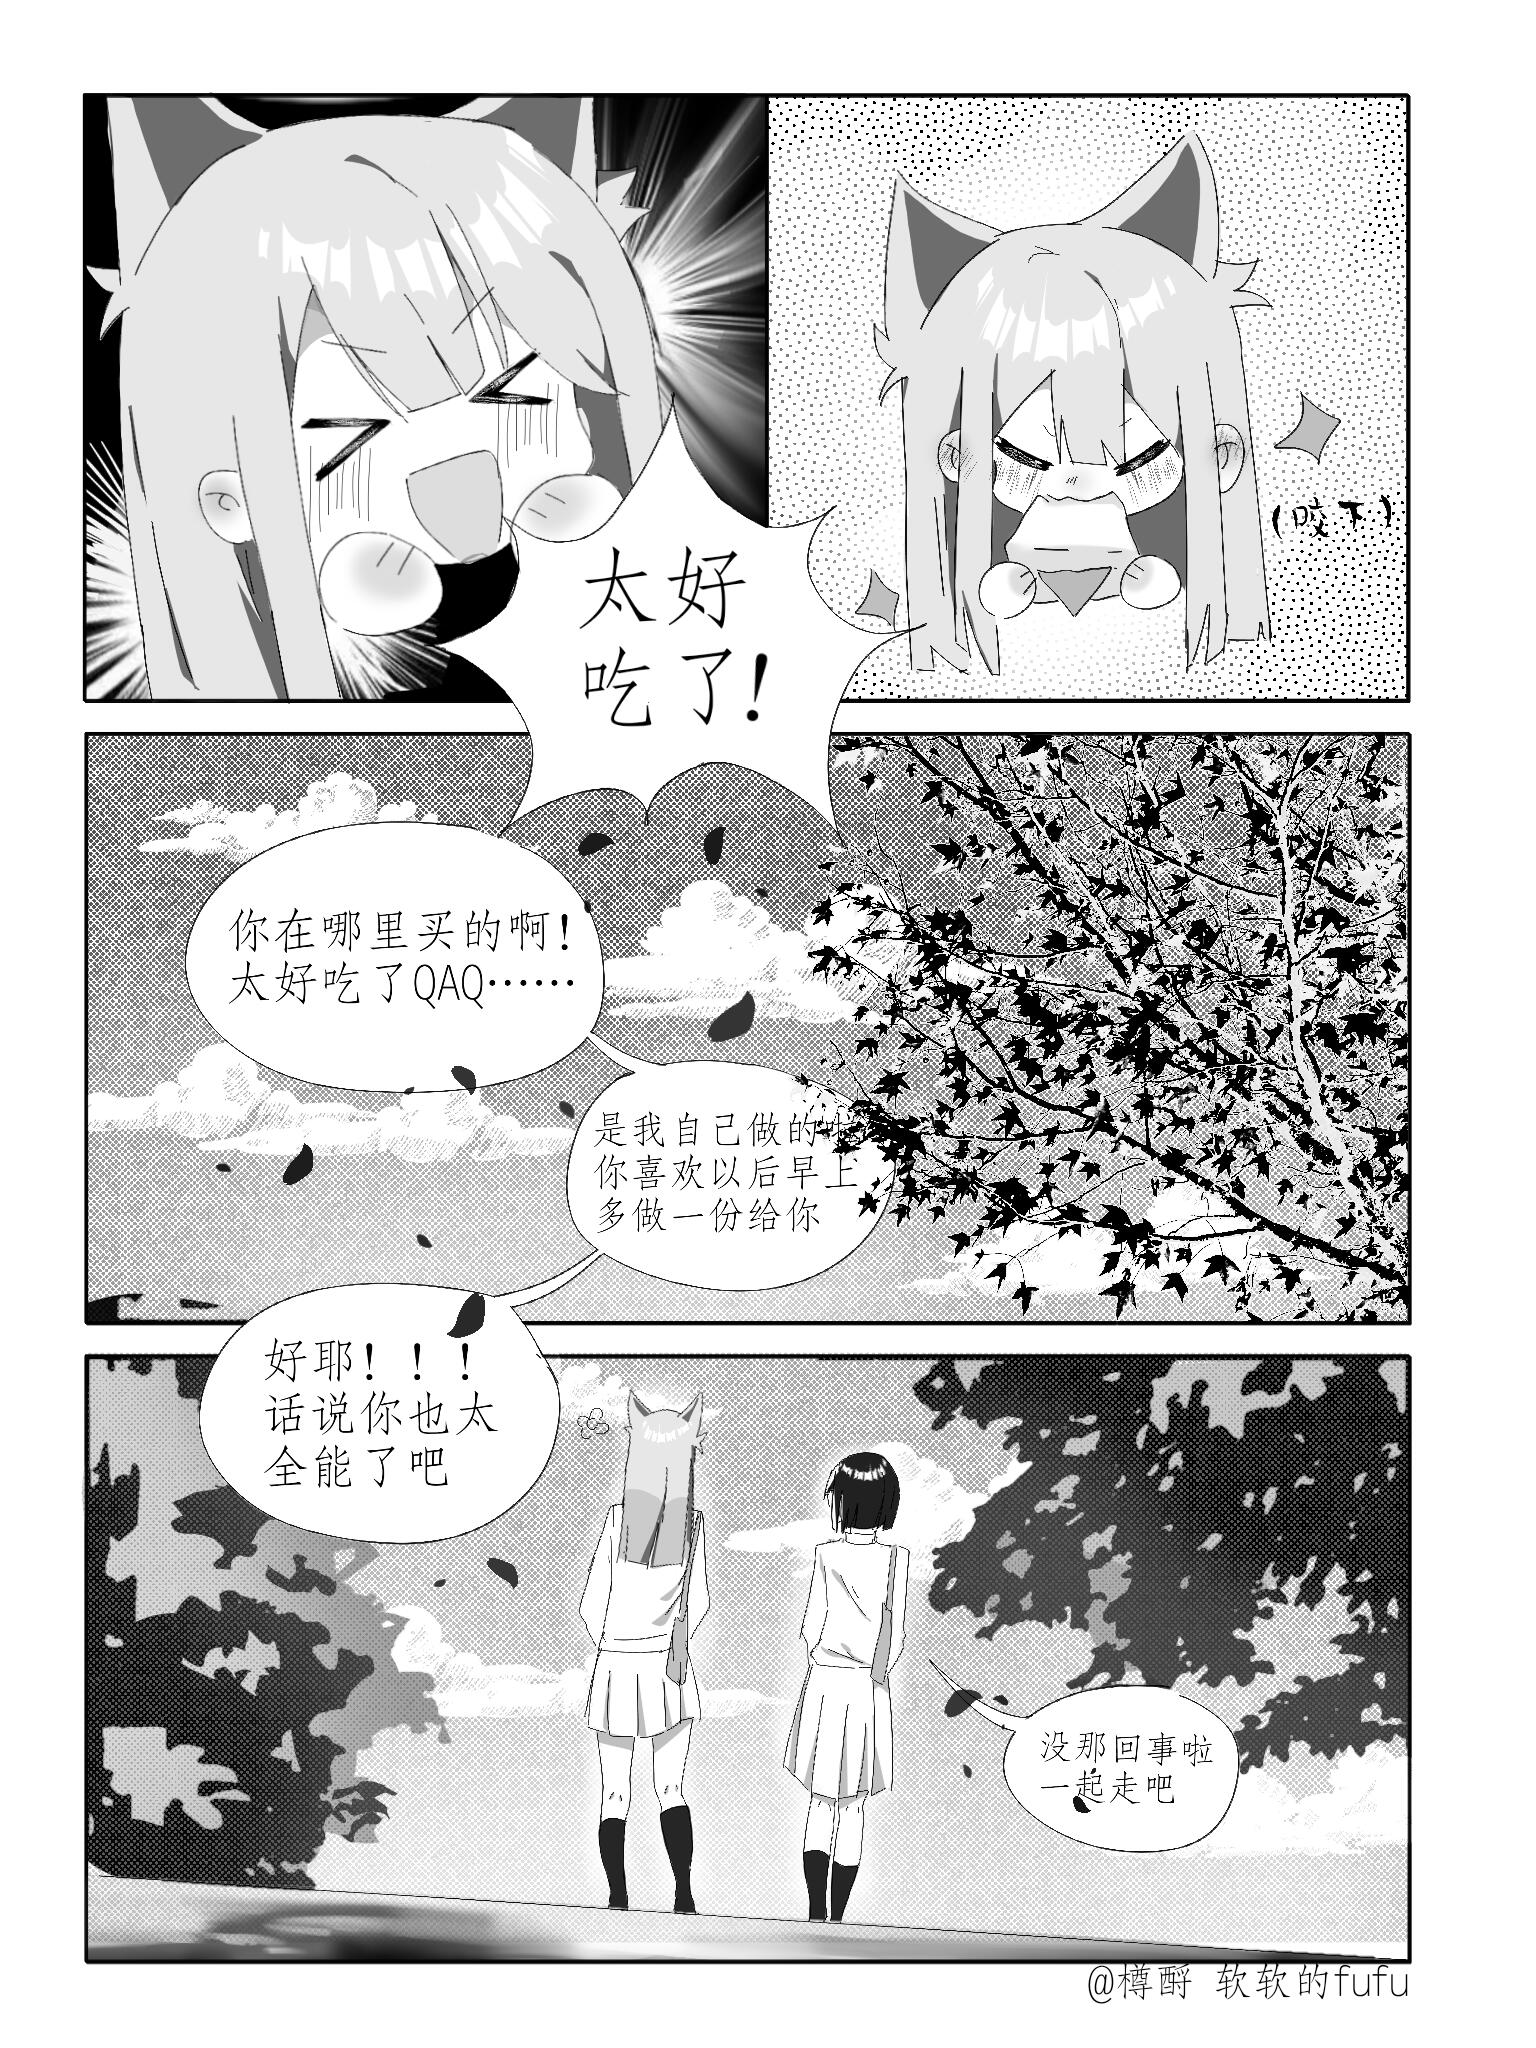 （咬下）
太好
吃了！
你在哪里买的啊！
太好吃了QAQ……
是我自己做的啦
你喜欢以后早上
多做一份给你
好耶！！！
话说你也太
全能了吧
没那回事啦
一起走吧
@樽酹 软软的fufu